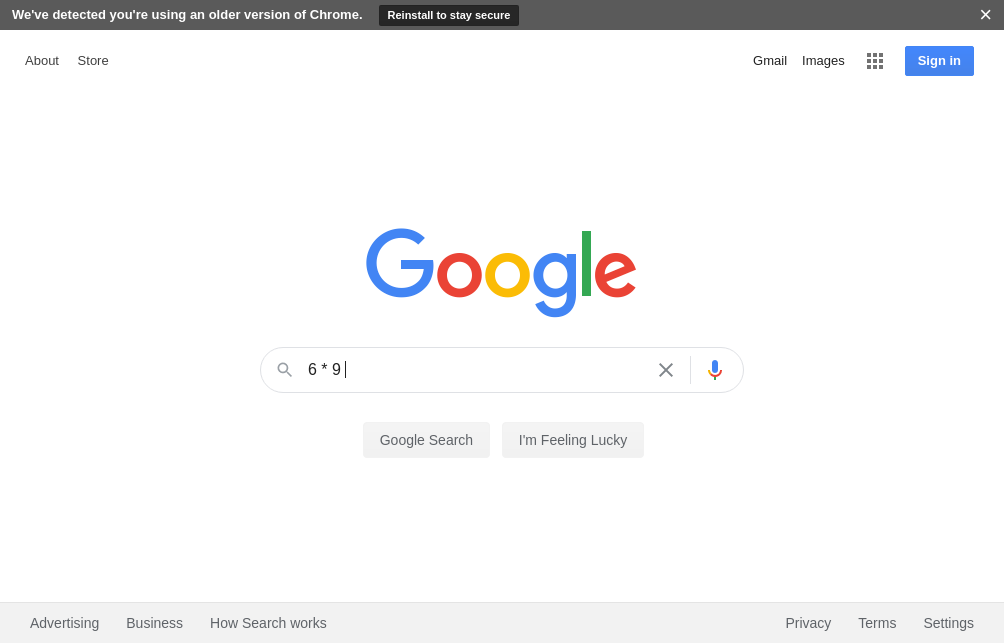 We've detected you're using an older version of Chrome. Reinstall to stay secure
About Store Gmail Images Sign in
Google
6 * 9
Google Search I'm Feeling Lucky
Advertising Business How Search works Privacy Terms Settings